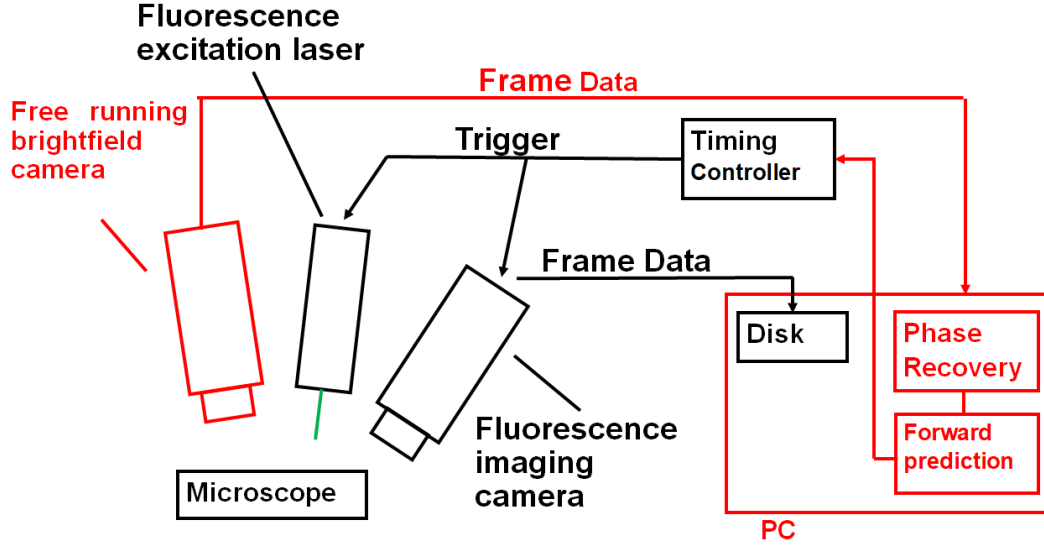 Fluorescence
excitation laser
Frame Data
Free running
brightfield
camera
Trigger
Timing
Controller
Frame Data
Disk
Phase
Recovery
Forward
prediction
Fluorescence
imaging
camera
Microscope
PC